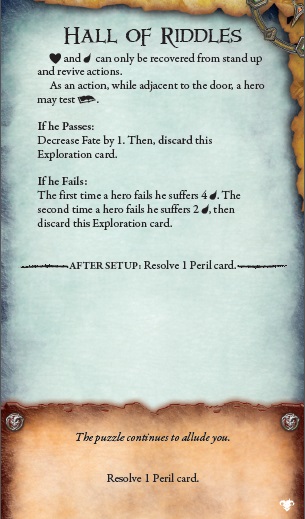 HALL OF RIDDLES
and can only be recovered from stand up
and revive actions.
As an action, while adjacent to the door, a hero
may test .
If he Passes:
Decrease Fate by 1. Then, discard this
Exploration card.
If he Fails:
The first time a hero fails he suffers 4 . The
second time a hero fails he suffers 2 , then
discard this Exploration card.
AFTER SETUP: Resolve 1 Peril card.
The puzzle continues to allude you.
Resolve 1 Peril card.